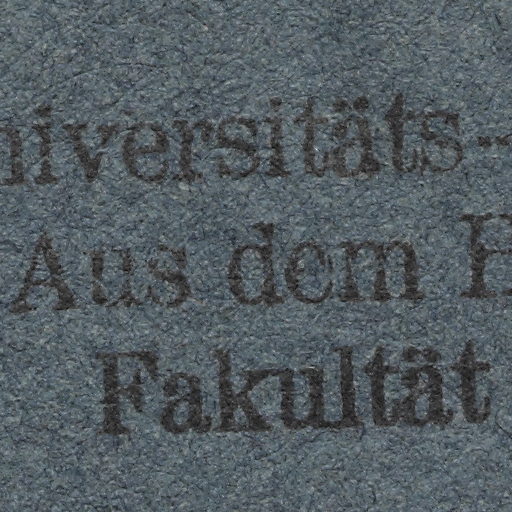 niversitäts-
Aus dem
Fakultät